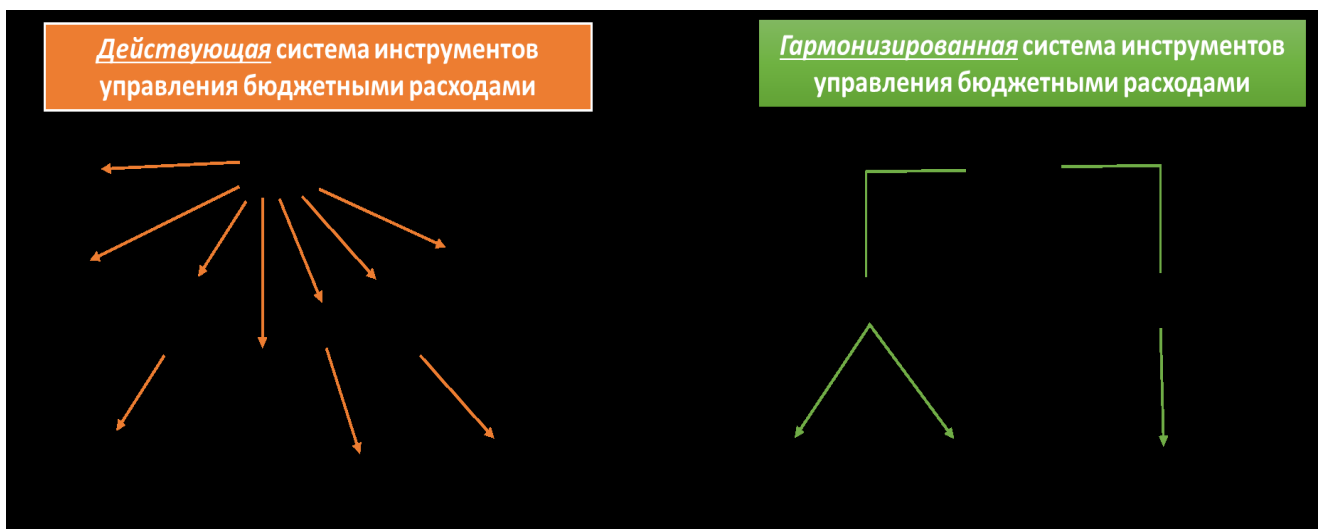 Действующая система инструментов
управления бюджетными расходами
Гармонизированная система инструментов
управления бюджетными расходами